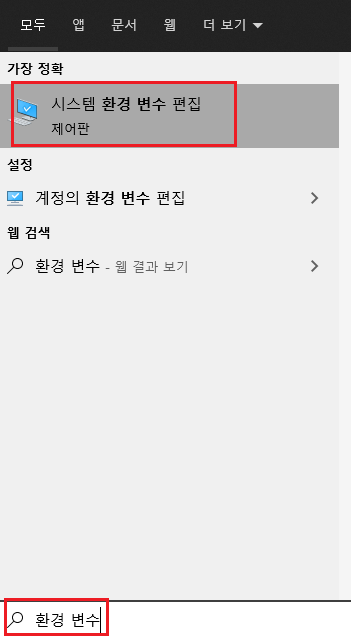 모두 앱 문서 웹 더 보기
가장 정확
시스템 환경 변수 편집
제어판
설정
계정의 환경 변수 편집
웹 검색
환경 변수 - 웹 결과 보기
환경 변수